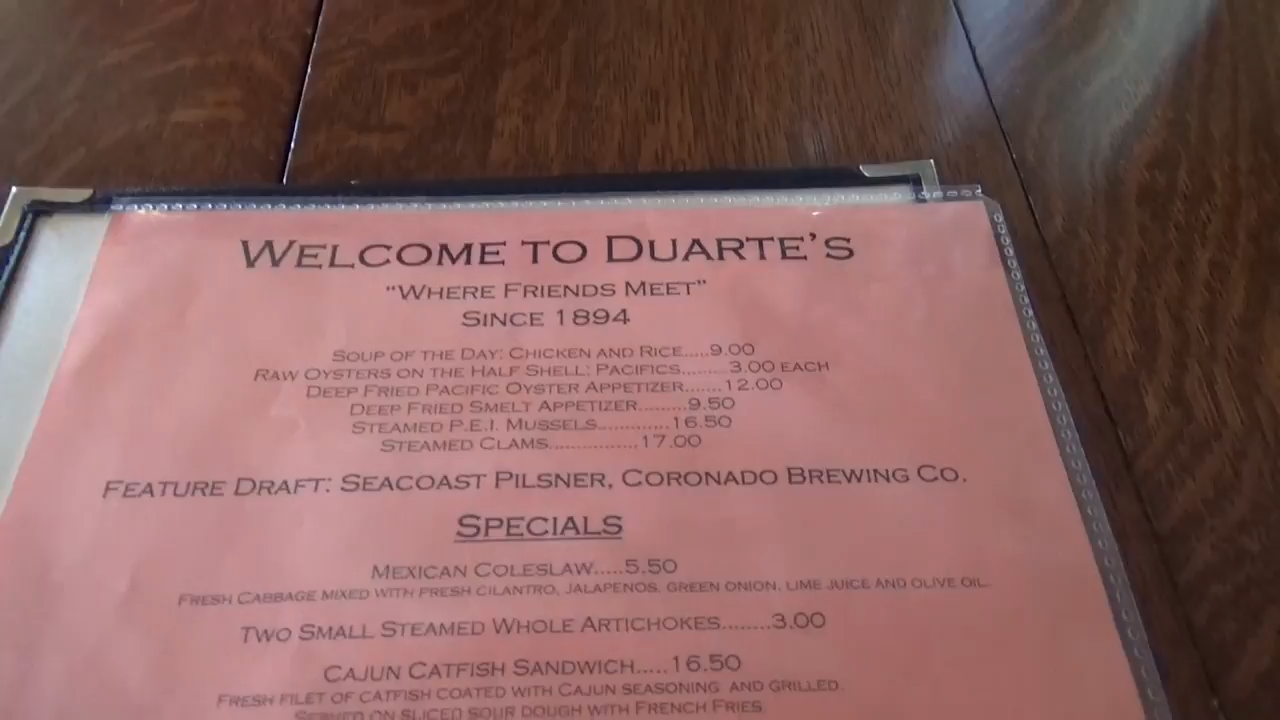 WELCOME TO DUARTE'S
"WHERE FRIENDS MEET"
SINCE 1894
SOUP OF THE DAY: CHICKEN AND RICE.....9.00
RAW OYSTERS ON THE HALF SHELL: PACIFICS........3.00 EACH
DEEP FRIED PACIFIC OYSTER APPETIZER.......12.00
DEEP FRIED SMELT APPETIZER.........9.50
STEAMED P.E.I. MUSSELS.............16.50
STEAMED CLAMS................17.00
FEATURE DRAFT: SEACOAST PILSNER, CORONADO BREWING CO.
SPECIALS
MEXICAN COLESLAW.....5.50
FRESH CABBAGE MIXED WITH FRESH CILANTRO, JALAPENOS, GREEN ONION, LIME JUICE AND OLIVE OIL.
TWO SMALL STEAMED WHOLE ARTICHOKES........3.00
CAJUN CATFISH SANDWICH.....16.50
FRESH FILET OF CATFISH COATED WITH CAJUN SEASONING AND GRILLED.
SERVED ON SLICED SOUR DOUGH WITH FRENCH FRIES